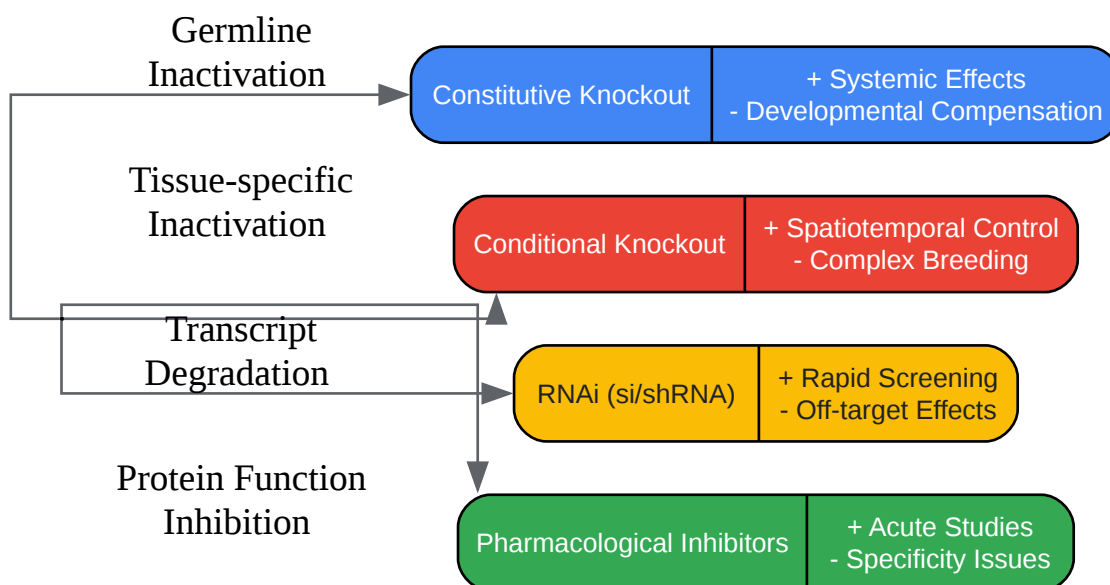 Germline
Inactivation
Constitutive Knockout
+ Systemic Effects
- Developmental Compensation
Tissue-specific
Inactivation
Conditional Knockout
+ Spatiotemporal Control
- Complex Breeding
Transcript
Degradation
RNAi (si/shRNA)
+ Rapid Screening
- Off-target Effects
Protein Function
Inhibition
Pharmacological Inhibitors
+ Acute Studies
- Specificity Issues